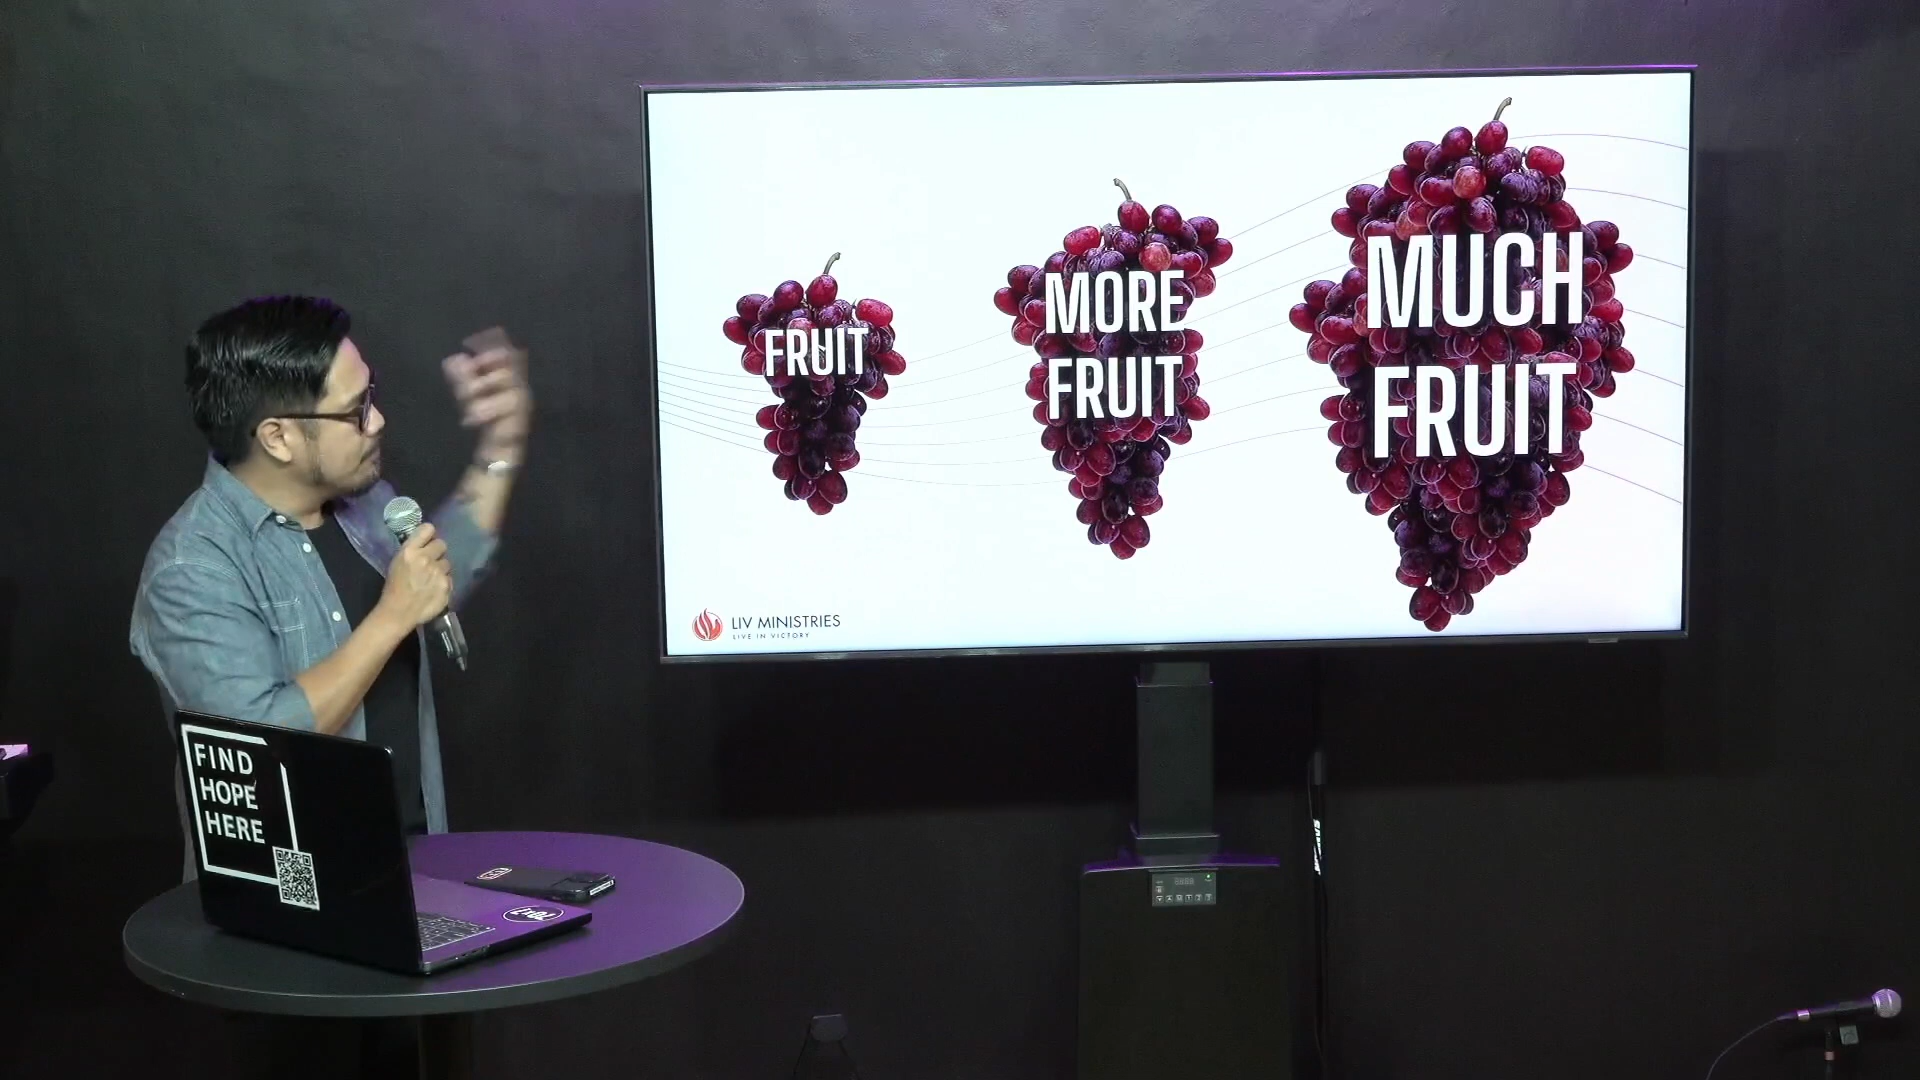 FRUIT
MORE
FRUIT
MUCH
FRUIT
LIV MINISTRIES
LIVE IN VICTORY
FIND
HOPE
HERE